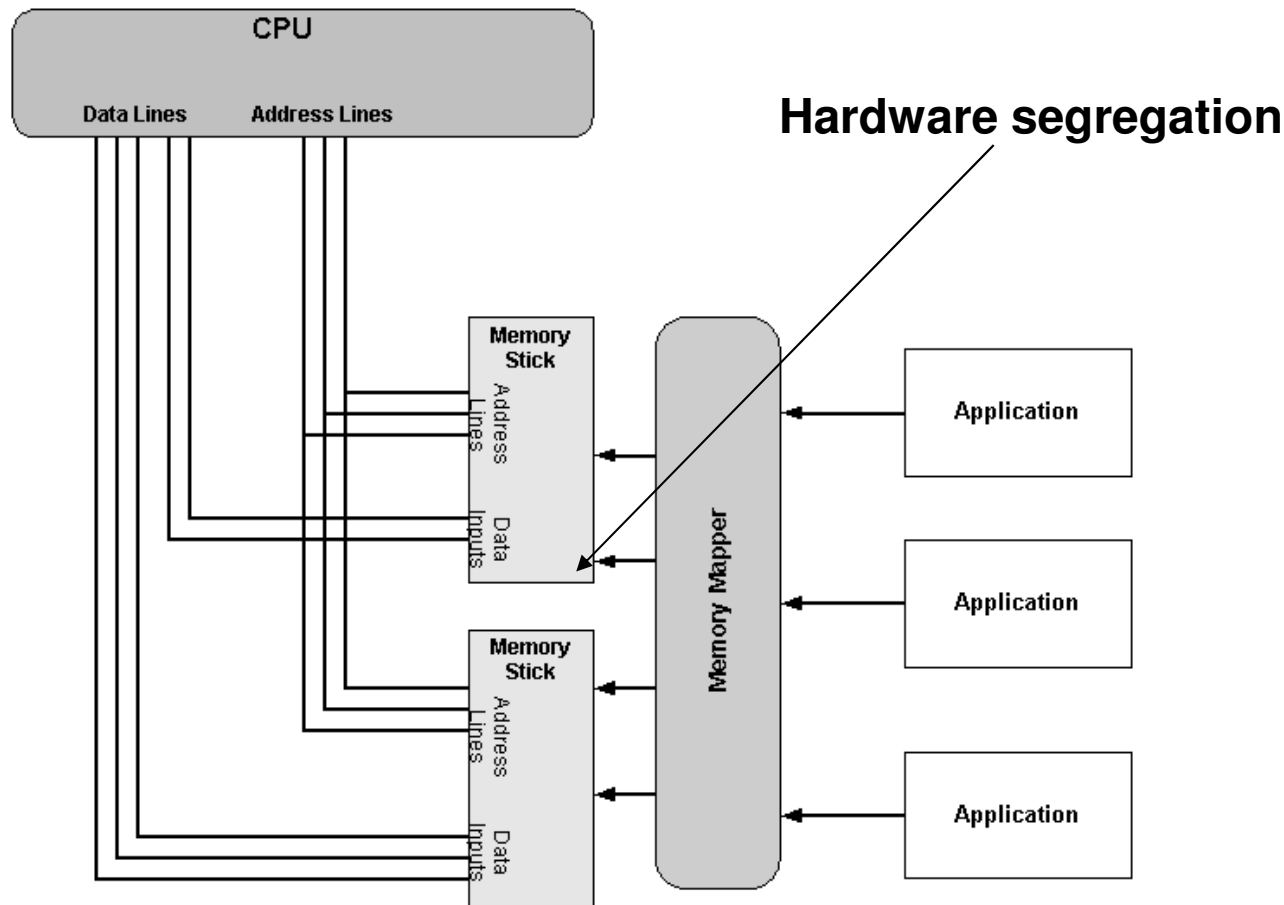 CPU
Data Lines
Address Lines
Hardware segregation
Memory
Stick
Address
Lines
Data
Inputs
Memory
Stick
Address
Lines
Data
Inputs
Memory Mapper
Application
Application
Application